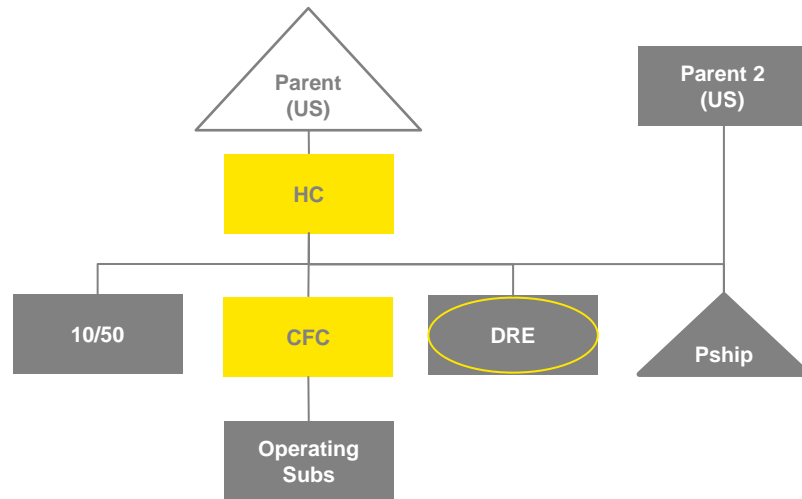 Parent
(US)
Parent 2
(US)
HC
10/50
CFC
DRE
Pship
Operating
Subs